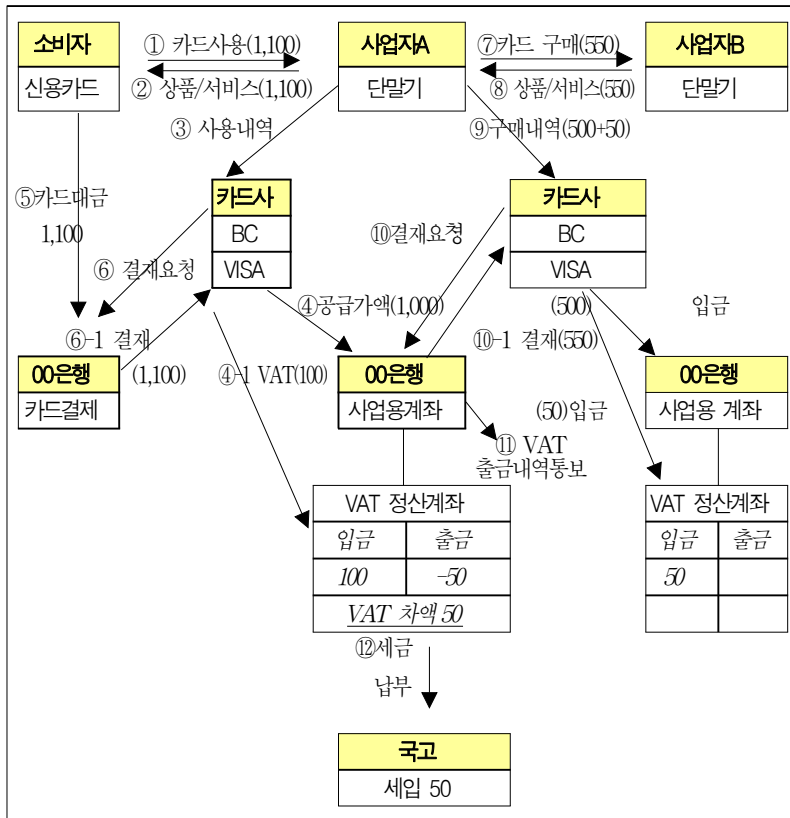 소비자
신용카드
① 카드사용(1,100)
② 상품/서비스(1,100)
사업자A
단말기
⑦카드 구매(550)
⑧ 상품/서비스(550)
사업자B
단말기
③ 사용내역
⑨구매내역(500+50)
⑤카드대금
1,100
카드사
BC
VISA
⑩결재요청
카드사
BC
VISA
⑥ 결재요청
④공급가액(1,000)
(500)
입금
⑥-1 결재
(1,100)
④-1 VAT(100)
⑩-1 결재(550)
00은행
카드결제
00은행
사업용계좌
(50)입금
00은행
사업용 계좌
⑪ VAT
출금내역통보
VAT 정산계좌
입금 출금
100 -50
VAT 차액 50
VAT 정산계좌
입금 출금
50
⑫세금
납부
국고
세입 50